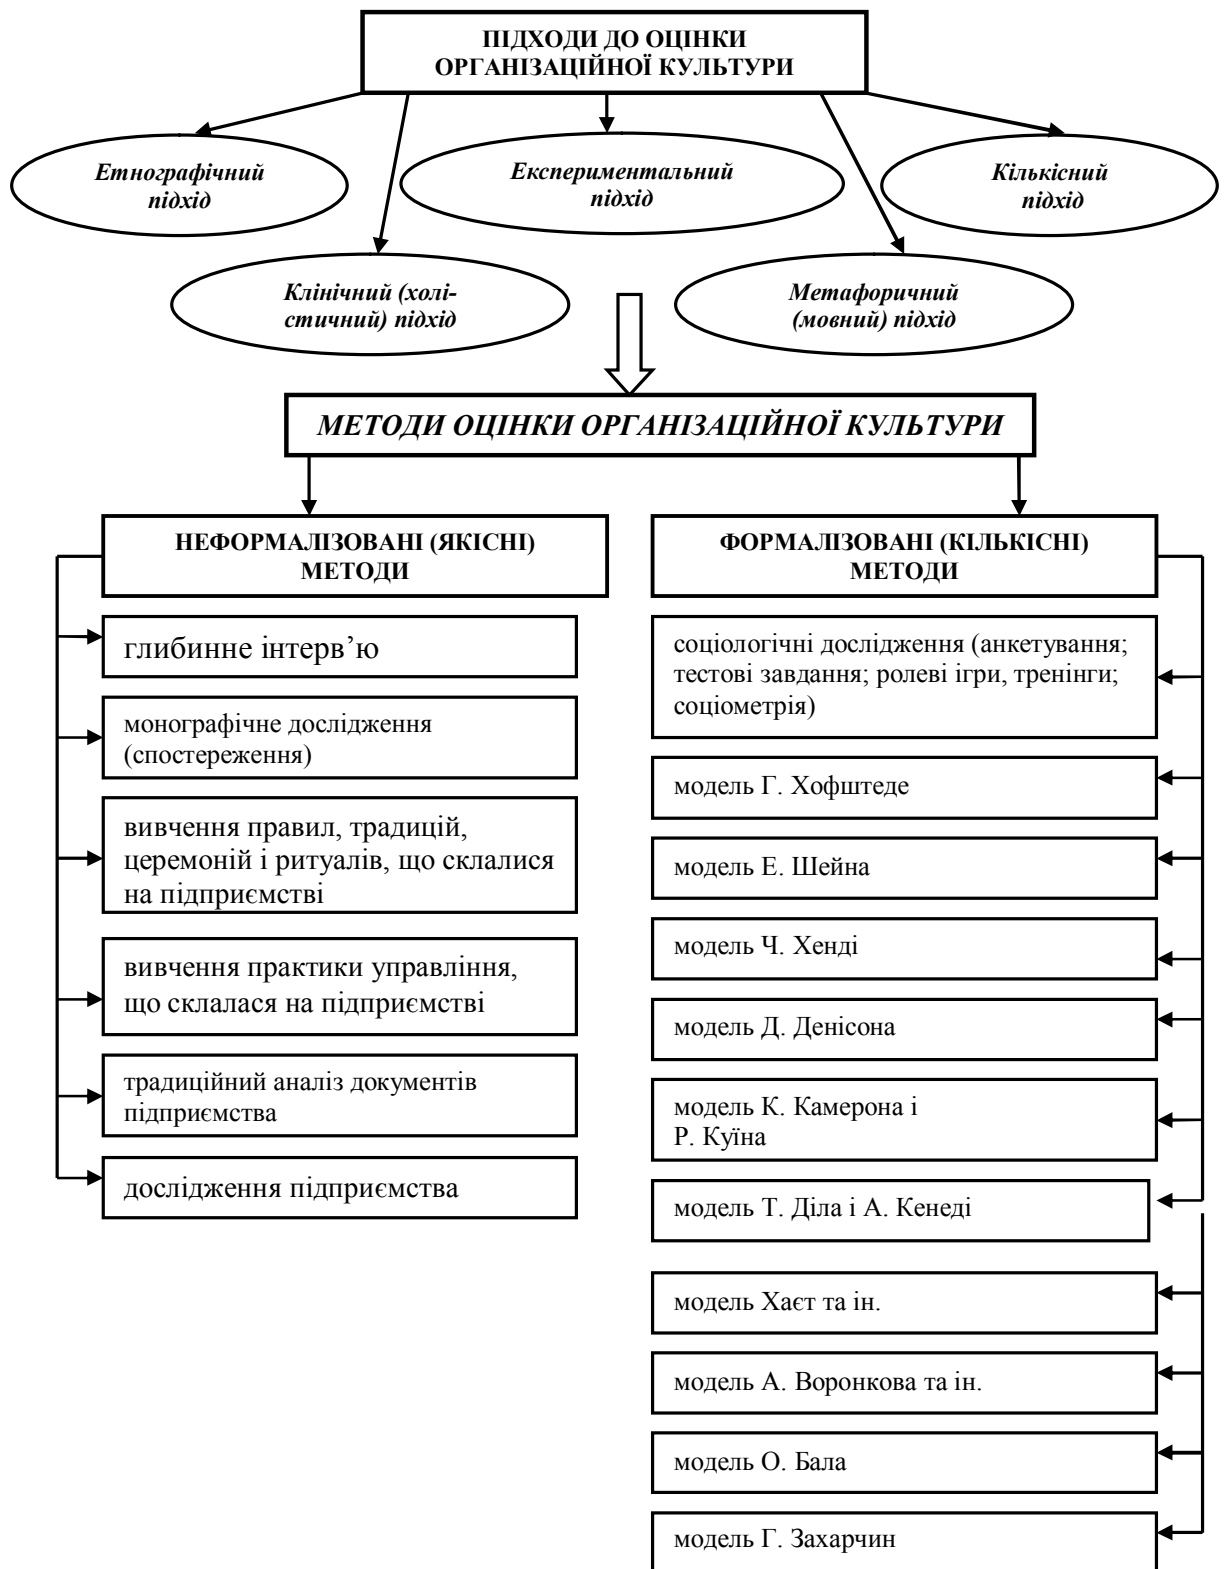 ПІДХОДИ ДО ОЦІНКИ
ОРГАНІЗАЦІЙНОЇ КУЛЬТУРИ
Етнографічний
підхід
Експериментальний
підхід
Кількісний
підхід
Клінічний (холі-
стичний) підхід
Метафоричний
(мовний) підхід
МЕТОДИ ОЦІНКИ ОРГАНІЗАЦІЙНОЇ КУЛЬТУРИ
НЕФОРМАЛІЗОВАНІ (ЯКІСНІ)
МЕТОДИ
глибинне інтерв’ю
монографічне дослідження
(спостереження)
вивчення правил, традицій,
церемоній і ритуалів, що склалися
на підприємстві
вивчення практики управління,
що склалася на підприємстві
традиційний аналіз документів
підприємства
дослідження підприємства
ФОРМАЛІЗОВАНІ (КІЛЬКІСНІ)
МЕТОДИ
соціологічні дослідження (анкетування;
тестові завдання; ролеві ігри, тренінги;
соціометрія)
модель Г. Хофштеде
модель Е. Шейна
модель Ч. Хенді
модель Д. Денісона
модель К. Камерона і
Р. Куїна
модель Т. Діла і А. Кенеді
модель Хаєт та ін.
модель А. Воронкова та ін.
модель О. Бала
модель Г. Захарчин